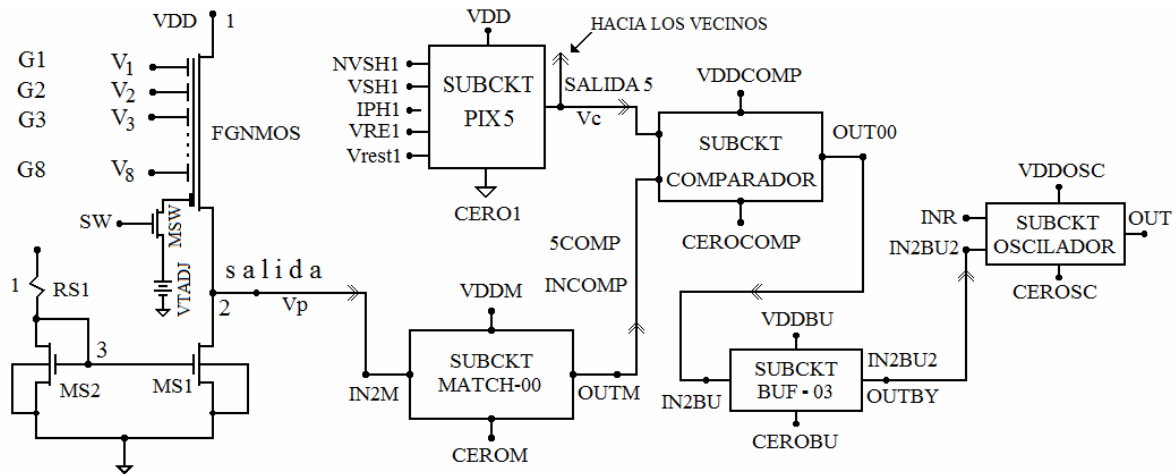 VDD 1
G1 V1
G2 V2
G3 V3
G8 V8
FGNMOS
SW
MSW
VTADJ
1
RS1
salida
2
Vp
3
MS2
MS1
VDD
HACIA LOS VECINOS
NVSH1
VSH1
IPH1
VRE1
Vrest1
SUBCKT
PIX 5
SALIDA 5
Vc
CERO1
VDDCOMP
SUBCKT
COMPARADOR
OUT00
CEROCOMP
5COMP
INCOMP
VDDM
SUBCKT
MATCH-00
IN2M
OUTM
CEROM
VDDBU
SUBCKT
BUF - 03
IN2BU
IN2BU2
OUTBY
CEROBU
VDDOSC
INR
IN2BU2
SUBCKT
OSCILADOR
OUT
CEROSC